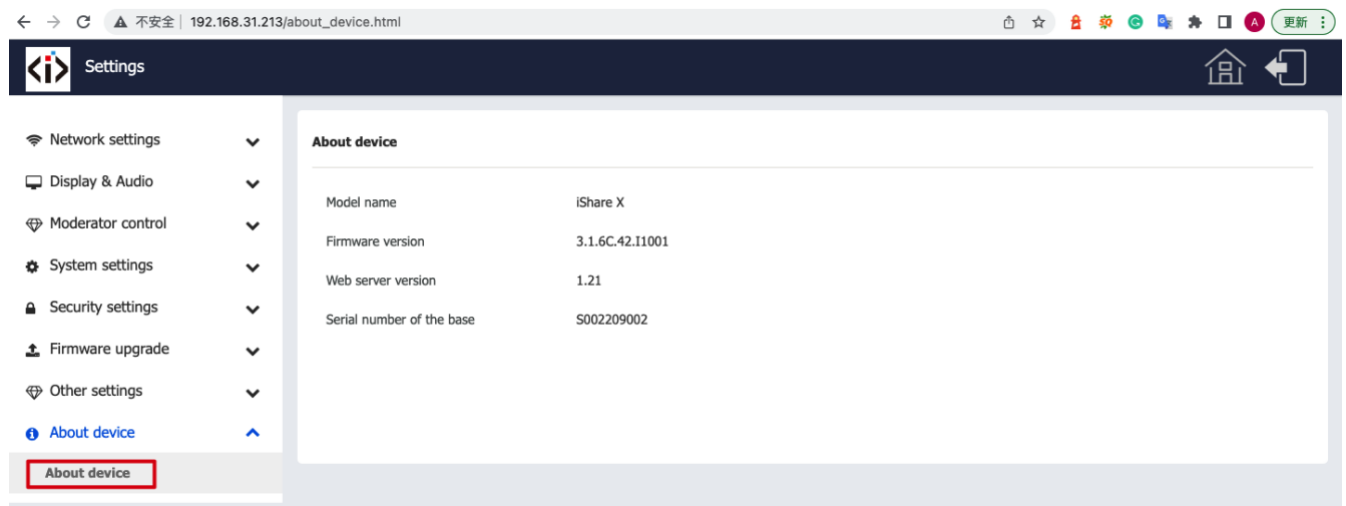 不安全 192.168.31.213/about_device.html A 更新
<i> Settings
Network settings
Display & Audio
Moderator control
System settings
Security settings
Firmware upgrade
Other settings
About device
About device
About device
Model name iShare X
Firmware version 3.1.6C.42.I1001
Web server version 1.21
Serial number of the base S002209002